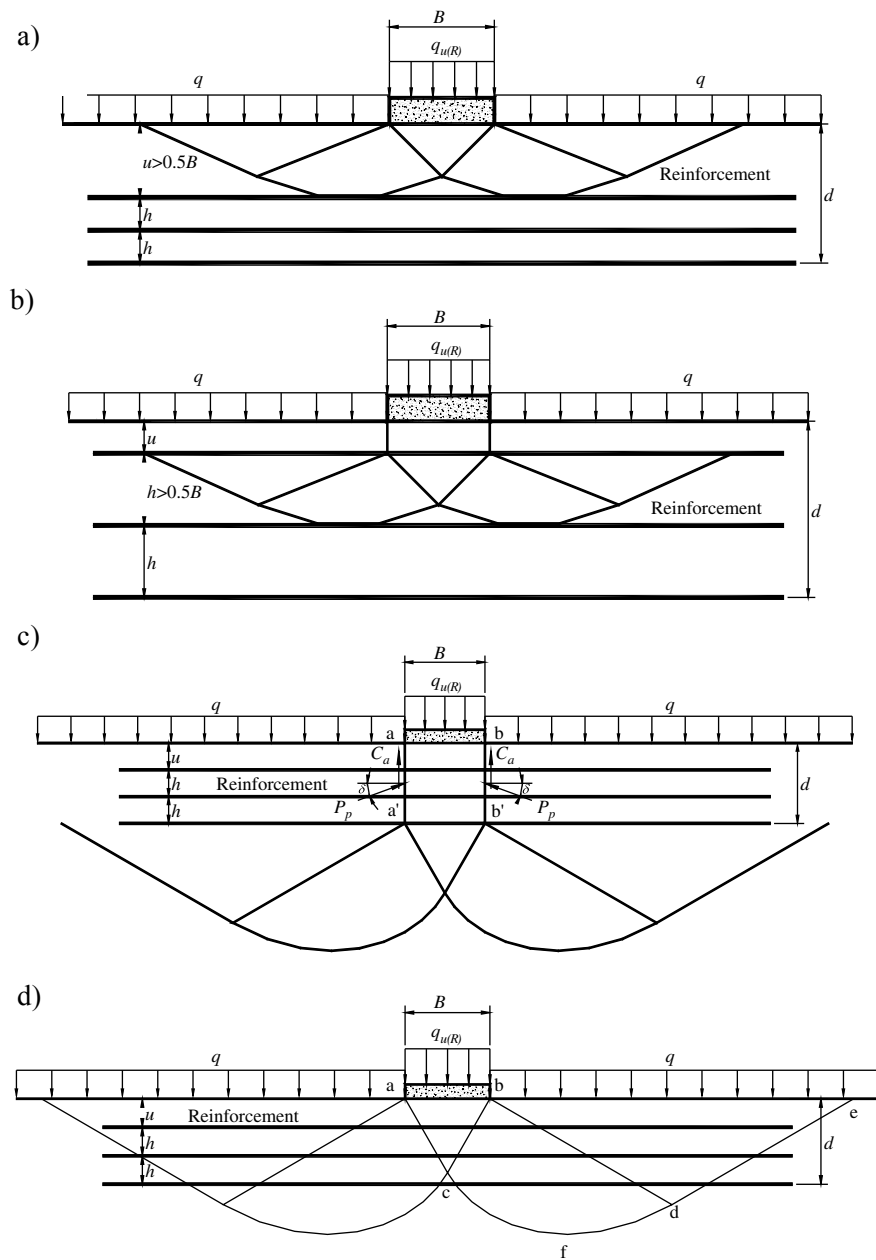 a)
B
q_{u(R)}
q
q
u>0.5B
Reinforcement
d
h
h
b)
B
q_{u(R)}
q
q
u
h>0.5B
Reinforcement
d
h
c)
B
q_{u(R)}
q
q
a
b
C_a
C_a
u
h
Reinforcement
δ
δ
d
h
P_p
a'
b'
P_p
d)
B
q_{u(R)}
q
q
a
b
e
u
Reinforcement
h
d
h
c
d
f